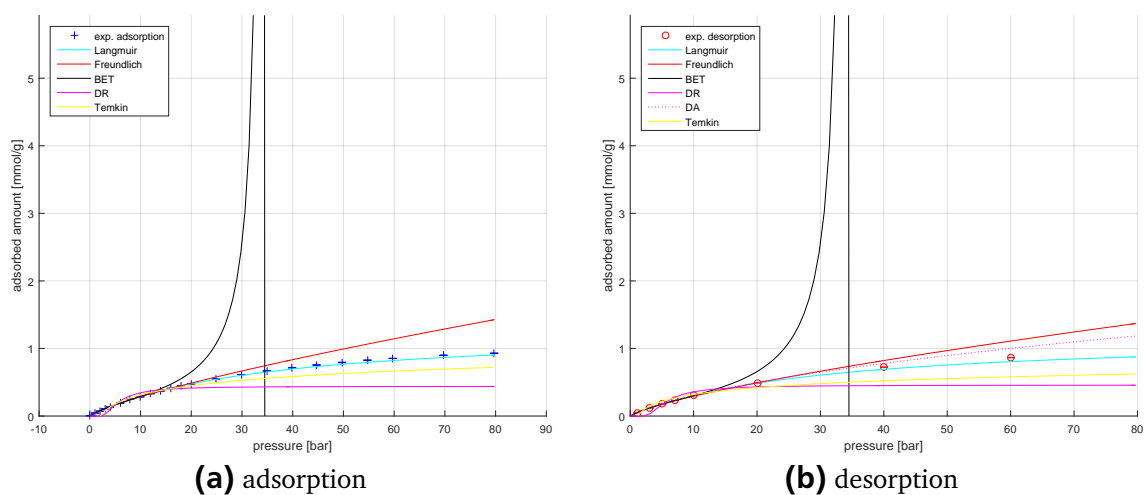 exp. adsorption
Langmuir
Freundlich
BET
DR
Temkin
adsorbed amount [mmol/g]
5
4
3
2
1
0
-10 0 10 20 30 40 50 60 70 80 90
pressure [bar]
(a) adsorption
exp. desorption
Langmuir
Freundlich
BET
DR
DA
Temkin
adsorbed amount [mmol/g]
5
4
3
2
1
0
0 10 20 30 40 50 60 70 80
pressure [bar]
(b) desorption